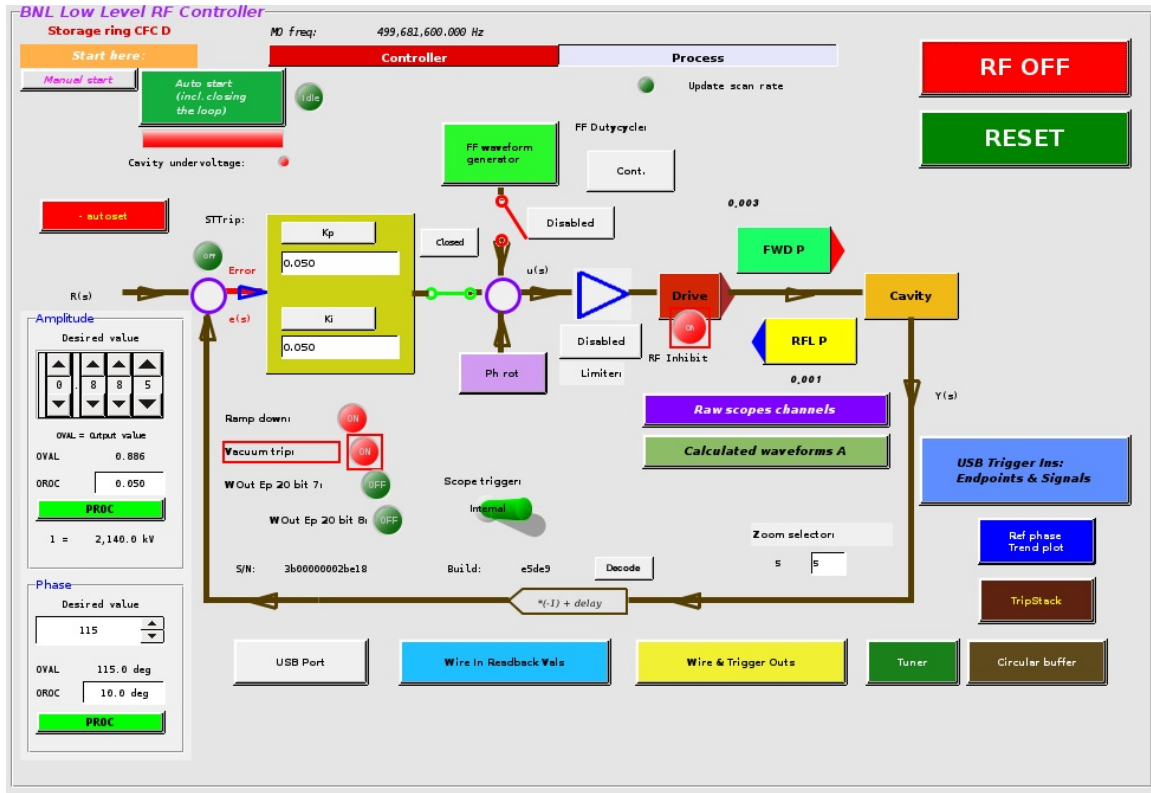 BNL Low Level RF Controller
Storage ring CFC D
MO freq: 499,681,600.000 Hz
Start here:
Controller
Process
RF OFF
Manual start
Auto start
(incl. closing
the loop)
Idle
Update scan rate
RESET
Cavity undervoltage:
FF waveform
generator
FF Dutycycle:
Cont.
- autoset
STTrip:
OFF
Kp
0.050
Closed
Disabled
0.003
FWD P
Error
R(s)
e(s)
Ki
0.050
u(s)
Drive
ON
RF Inhibit
Cavity
Disabled
Limiter:
RFL P
0.001
Ph rot
Y(s)
Amplitude
Desired value
0 . 8 8 5
OVAL = Output value
OVAL 0.886
OROC 0.050
PROC
1 = 2,140.0 kV
Ramp down: ON
Vacuum trip: ON
WOut Ep 20 bit 7: OFF
WOut Ep 20 bit 8: OFF
Scope trigger:
Internal
Raw scopes channels
Calculated waveforms A
USB Trigger Ins:
Endpoints & Signals
Zoom selector:
5 5
Ref phase
Trend plot
S/N: 3b00000002be18
Build: e5de9
Decode
*(-1) + delay
TripStack
Phase
Desired value
115
OVAL 115.0 deg
OROC 10.0 deg
PROC
USB Port
Wire In Readback Vals
Wire & Trigger Outs
Tuner
Circular buffer